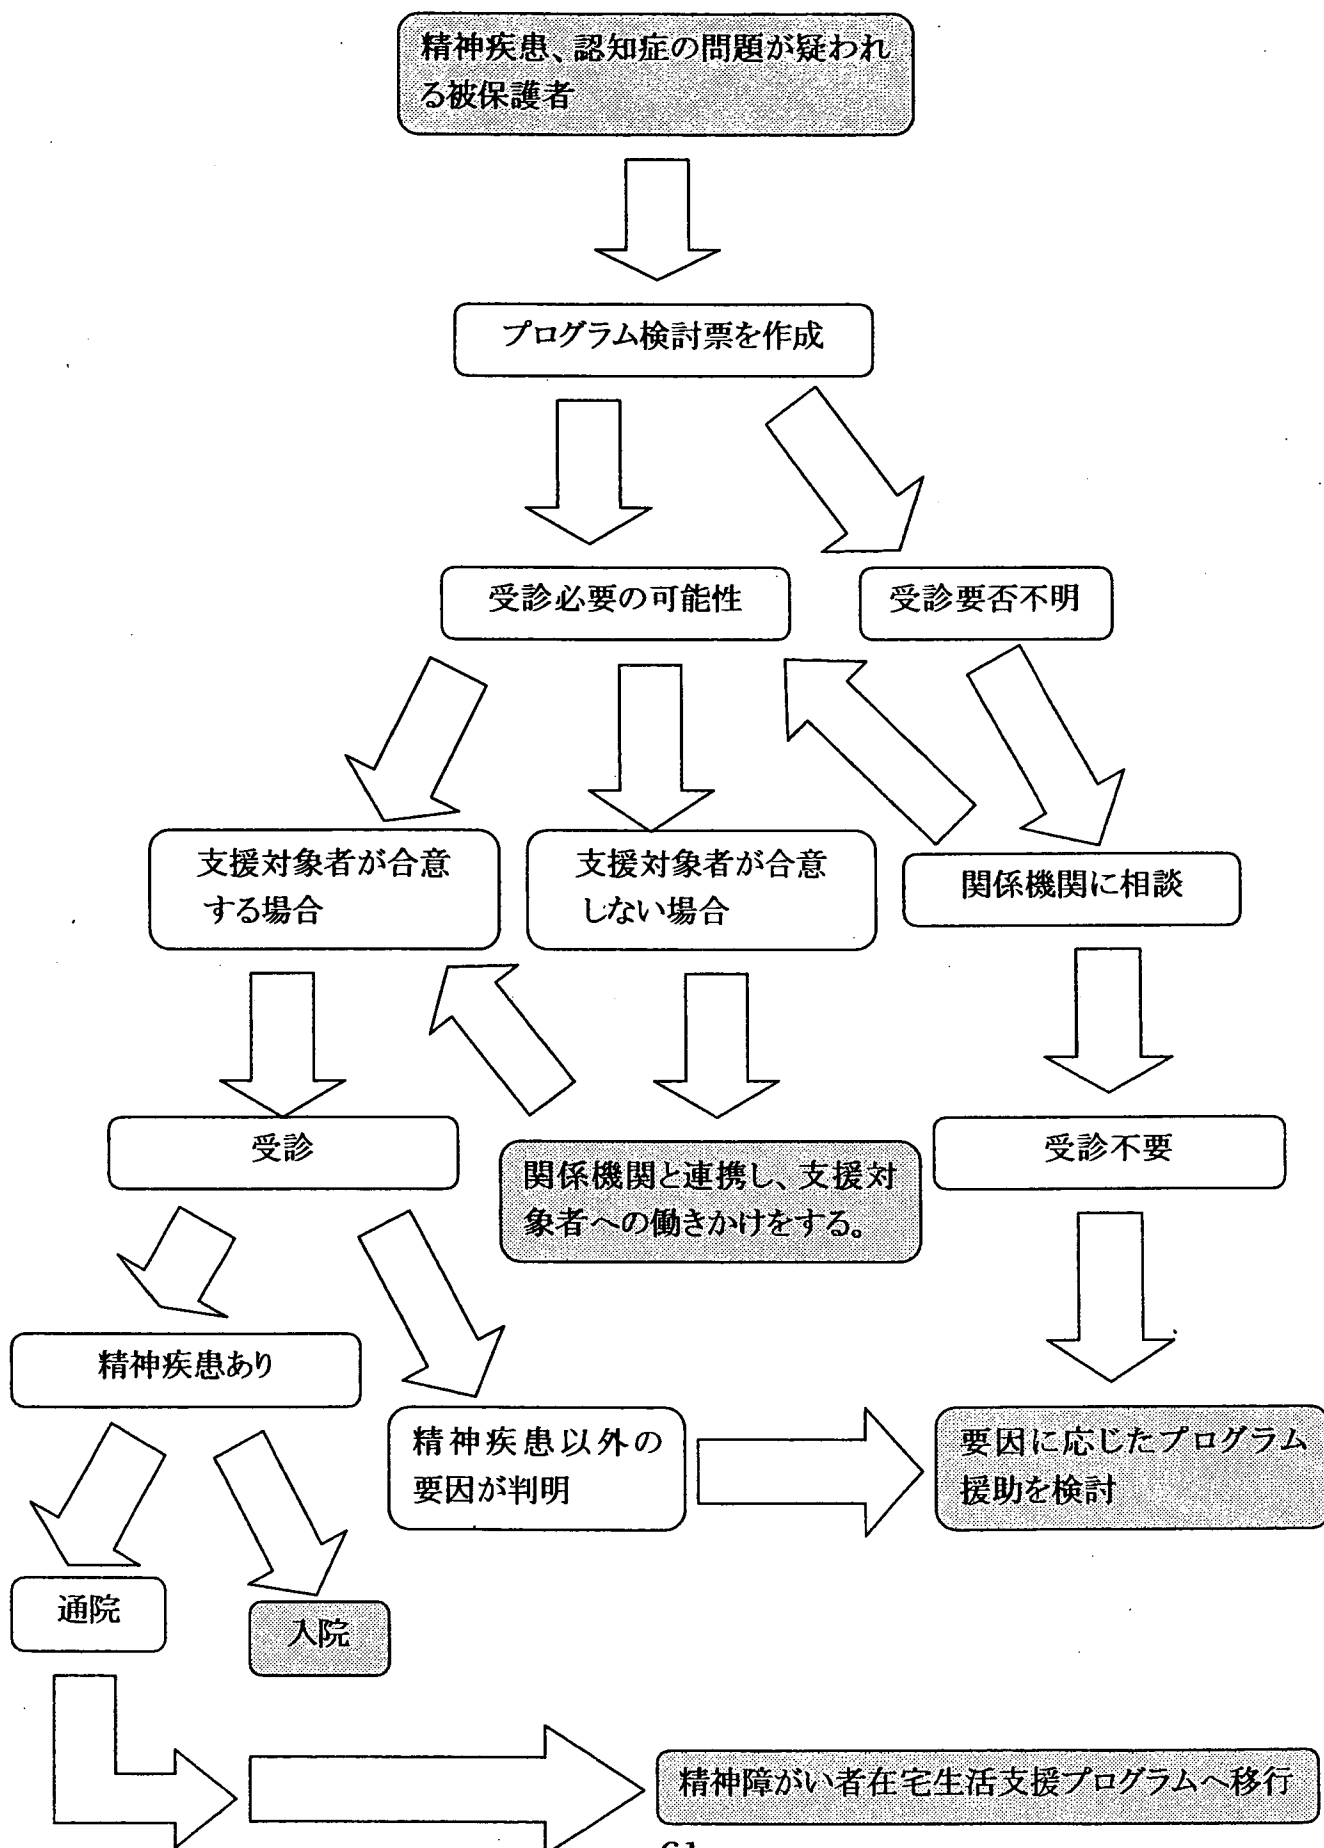 精神疾患、認知症の問題が疑われ
る被保護者
プログラム検討票を作成
受診必要の可能性
受診要否不明
支援対象者が合意
する場合
支援対象者が合意
しない場合
関係機関に相談
受診
関係機関と連携し、支援対
象者への働きかけをする。
受診不要
精神疾患あり
精神疾患以外の
要因が判明
要因に応じたプログラム
援助を検討
通院
入院
精神障がい者在宅生活支援プログラムへ移行